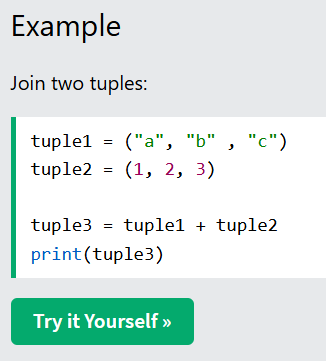 Example
Join two tuples:
tuple1 = ("a", "b" , "c")
tuple2 = (1, 2, 3)
tuple3 = tuple1 + tuple2
print(tuple3)
Try it Yourself »